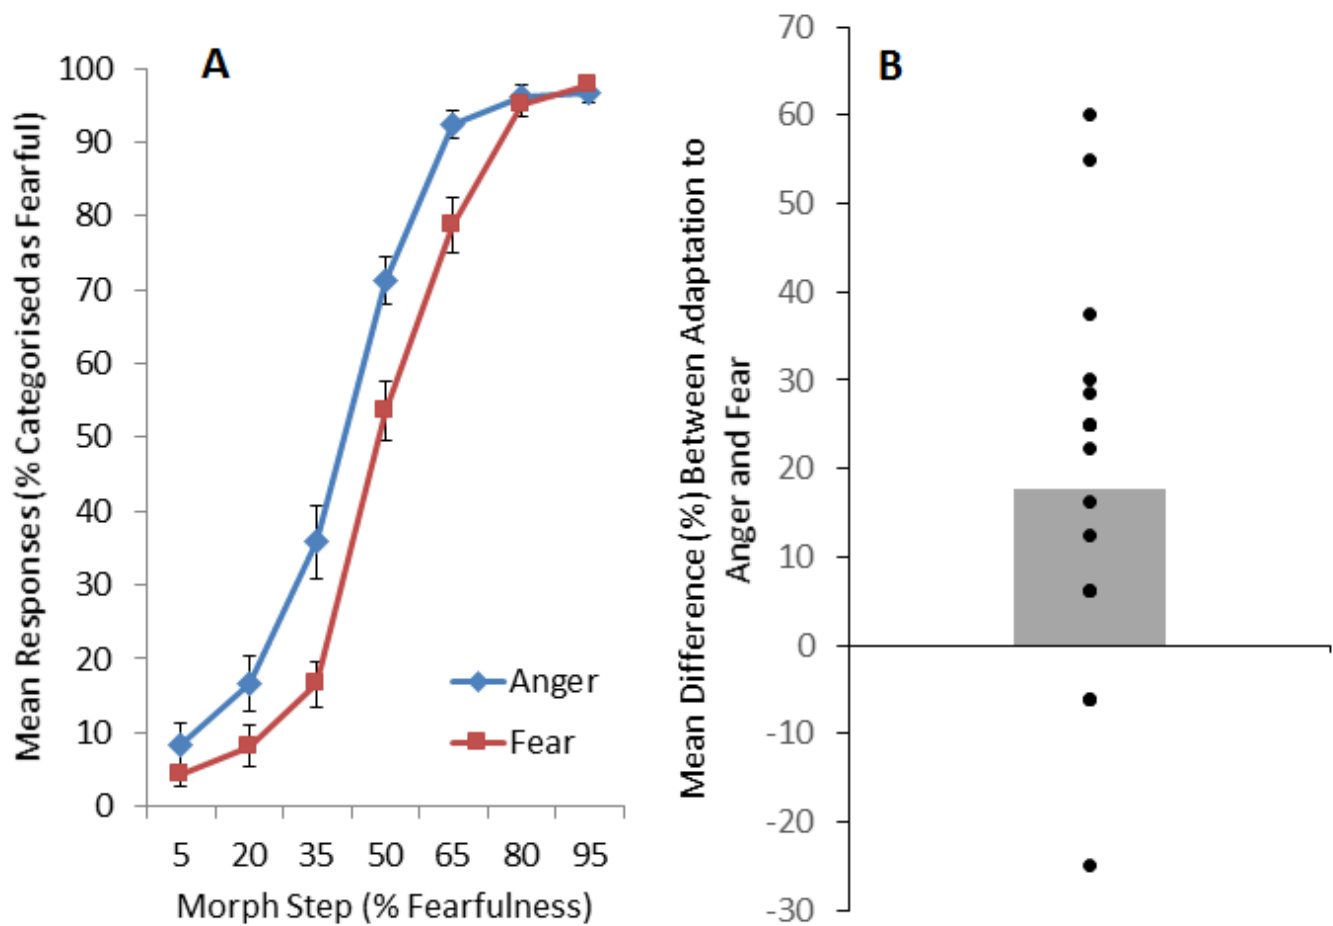 A
Mean Responses (% Categorised as Fearful)
100
90
80
70
60
50
40
30
20
10
0
5 20 35 50 65 80 95
Morph Step (% Fearfulness)
Anger
Fear
B
Mean Difference (%) Between Adaptation to
Anger and Fear
70
60
50
40
30
20
10
0
-10
-20
-30